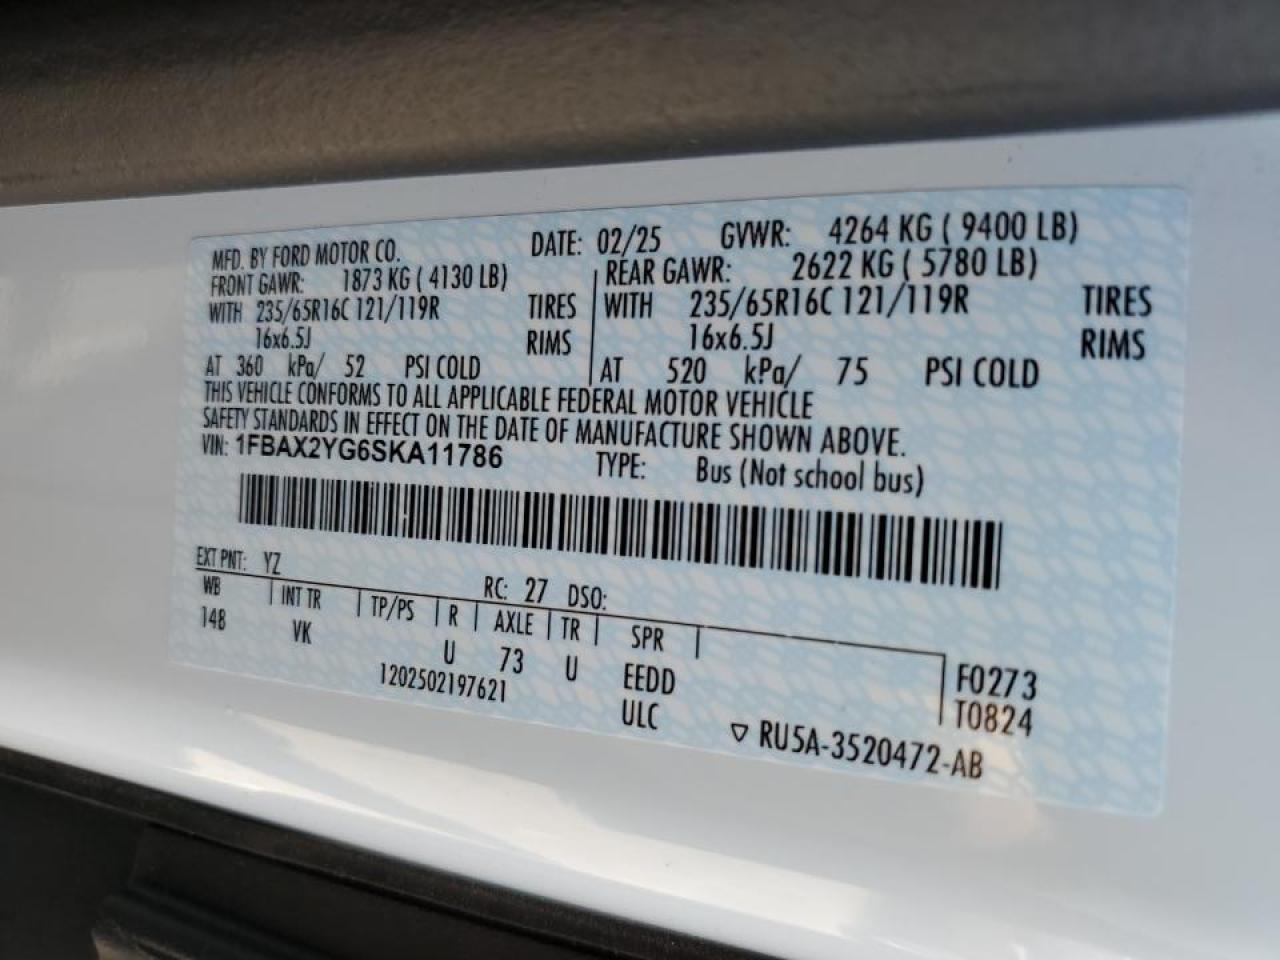 MFD. BY FORD MOTOR CO. DATE: 02/25 GVWR: 4264 KG ( 9400 LB)
FRONT GAWR: 1873 KG ( 4130 LB) REAR GAWR: 2622 KG ( 5780 LB)
WITH 235/65R16C 121/119R TIRES WITH 235/65R16C 121/119R TIRES
16x6.5J RIMS 16x6.5J RIMS
AT 360 kPa/ 52 PSI COLD AT 520 kPa/ 75 PSI COLD
THIS VEHICLE CONFORMS TO ALL APPLICABLE FEDERAL MOTOR VEHICLE
SAFETY STANDARDS IN EFFECT ON THE DATE OF MANUFACTURE SHOWN ABOVE.
VIN: 1FBAX2YG6SKA11786 TYPE: Bus (Not school bus)
EXT PNT: YZ RC: 27 DSO:
WB INT TR TP/PS R AXLE TR SPR
148 VK U 73 U EEDD F0273
1202502197621 ULC T0824
▽ RU5A-3520472-AB